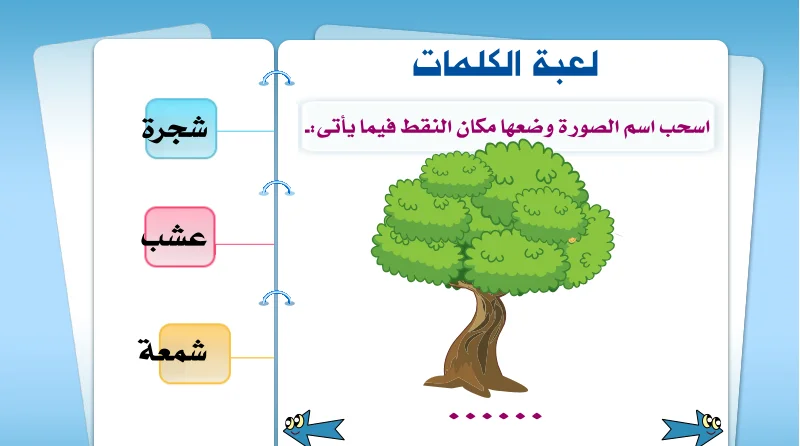 لعبة الكلمات
اسحب اسم الصورة وضعها مكان النقط فيما يأتى :ـ
شجرة
عشب
شمعة
......